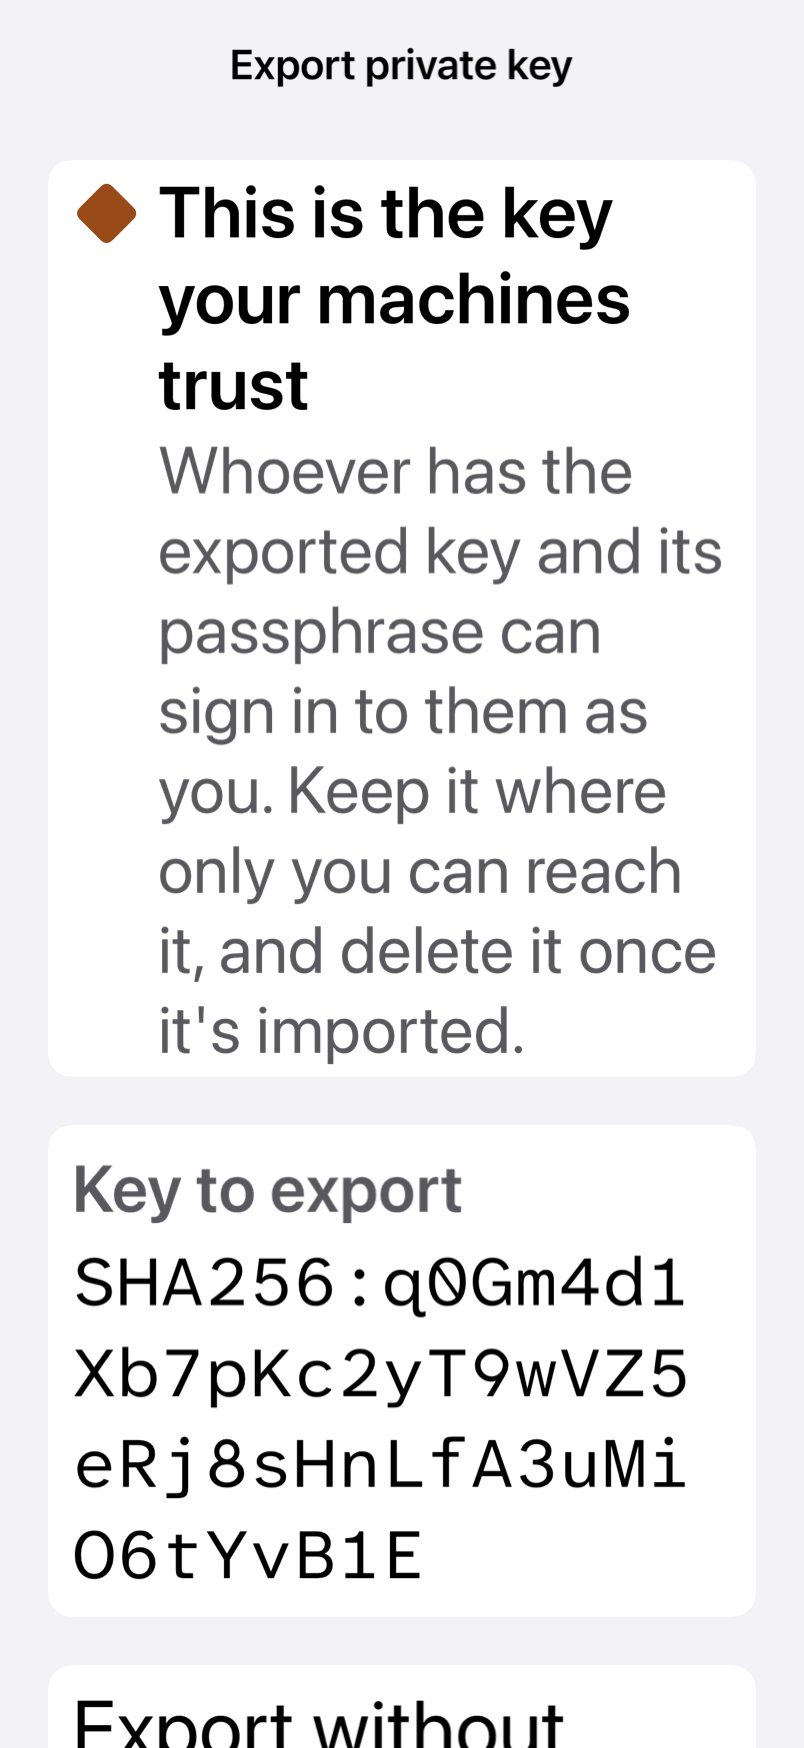 Export private key
This is the key
your machines
trust
Whoever has the
exported key and its
passphrase can
sign in to them as
you. Keep it where
only you can reach
it, and delete it once
it's imported.
Key to export
SHA256:q0Gm4d1
Xb7pKc2yT9wVZ5
eRj8sHnLfA3uMi
O6tYvB1E
Export without